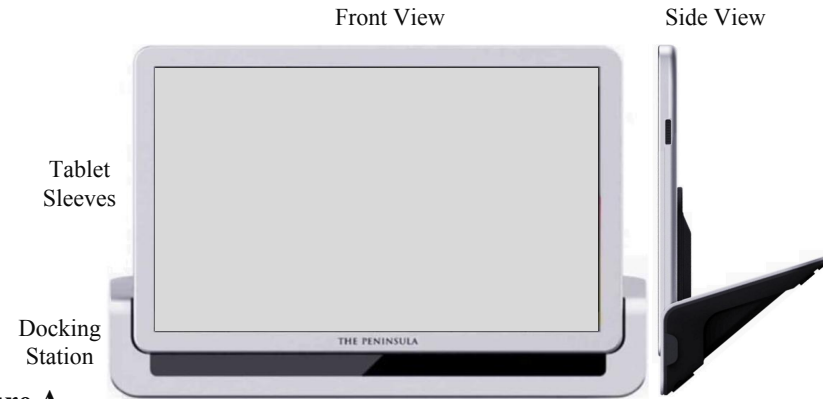 Front View
Side View
Tablet
Sleeves
THE PENINSULA
Docking
Station